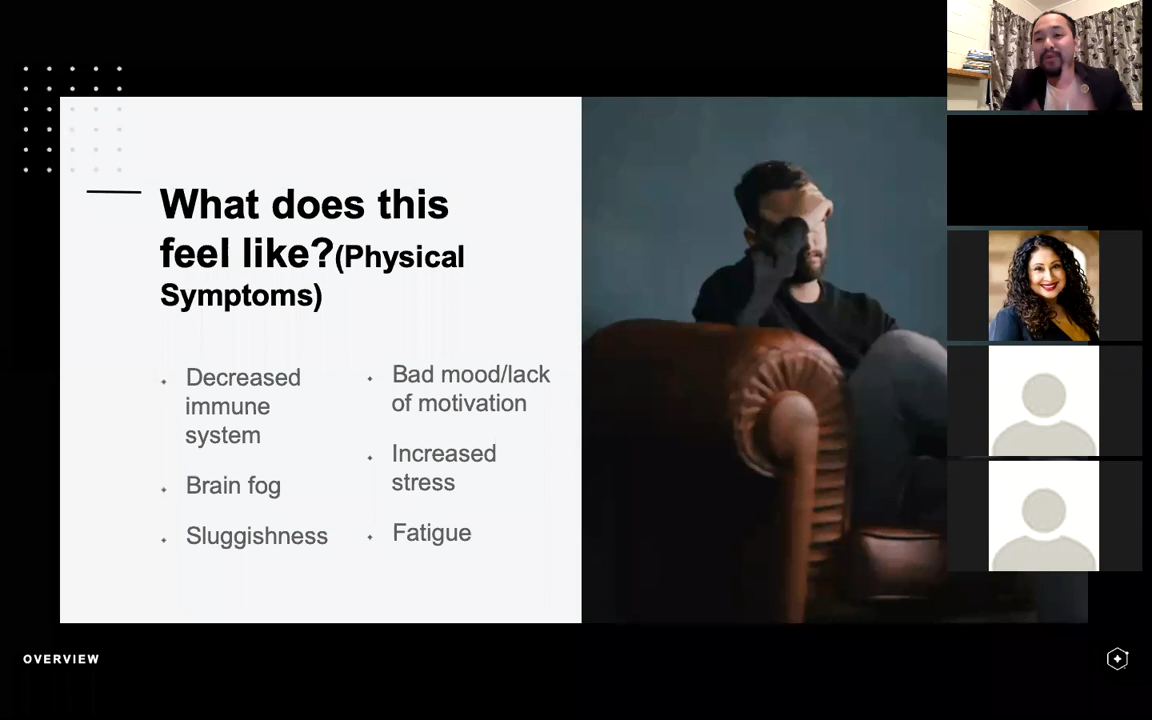 What does this
feel like?(Physical
Symptoms)
Decreased
immune
system
Brain fog
Sluggishness
Bad mood/lack
of motivation
Increased
stress
Fatigue
OVERVIEW